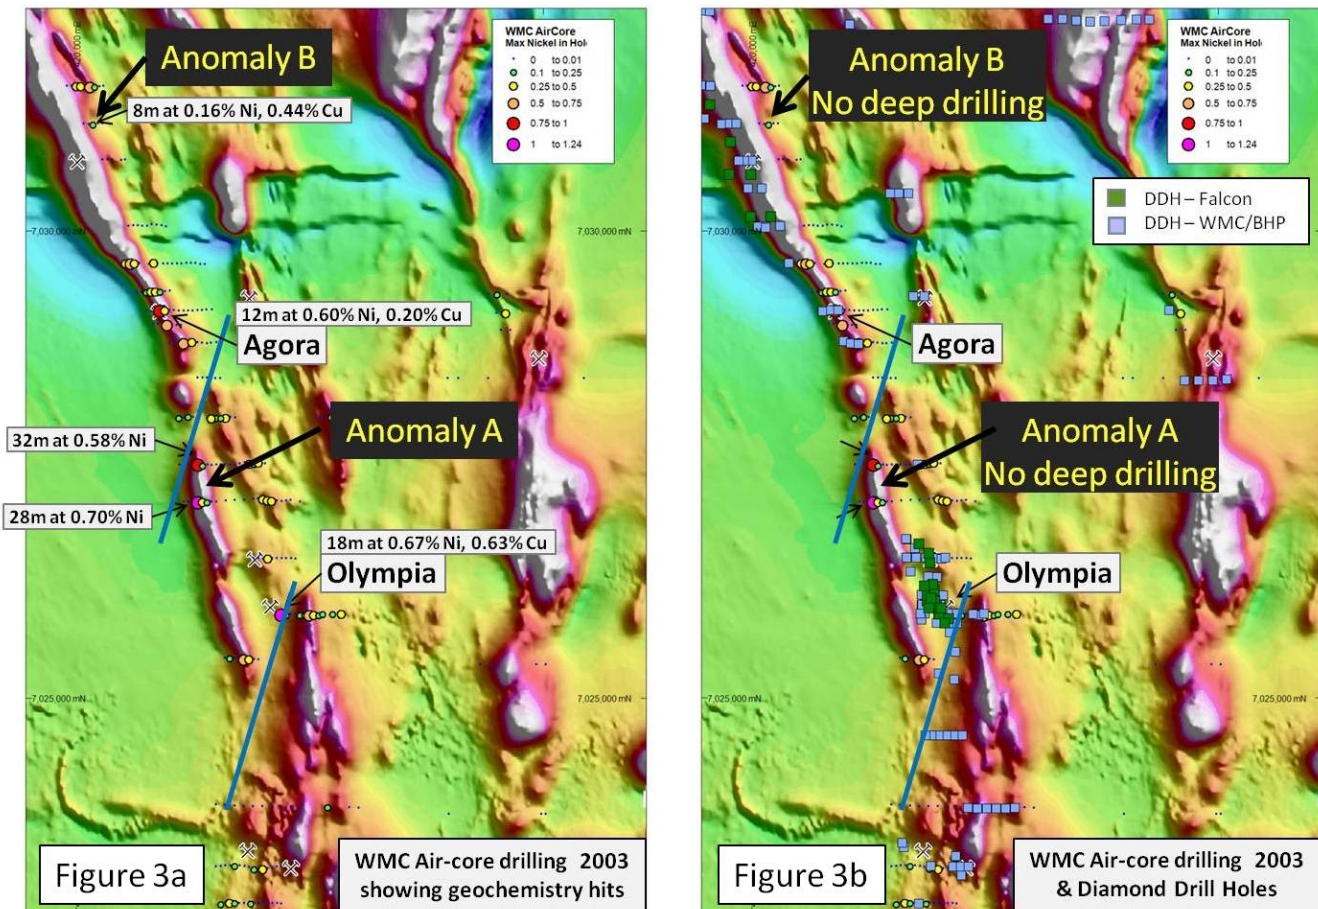 Anomaly B
8m at 0.16% Ni, 0.44% Cu
WMC AirCore
Max Nickel in Hol
0 to 0.01
0.1 to 0.25
0.25 to 0.5
0.5 to 0.75
0.75 to 1
1 to 1.24
7,030,000 mN
7,030,000 mN
12m at 0.60% Ni, 0.20% Cu
Agora
Anomaly A
32m at 0.58% Ni
28m at 0.70% Ni
18m at 0.67% Ni, 0.63% Cu
Olympia
7,025,000 mN
7,025,000 mN
Figure 3a
WMC Air-core drilling 2003
showing geochemistry hits
Anomaly B
No deep drilling
WMC AirCore
Max Nickel in Hol
0 to 0.01
0.1 to 0.25
0.25 to 0.5
0.5 to 0.75
0.75 to 1
1 to 1.24
DDH – Falcon
DDH – WMC/BHP
7,030,000 mN
7,030,000 mN
Agora
Anomaly A
No deep drilling
Olympia
7,025,000 mN
7,025,000 mN
Figure 3b
WMC Air-core drilling 2003
& Diamond Drill Holes